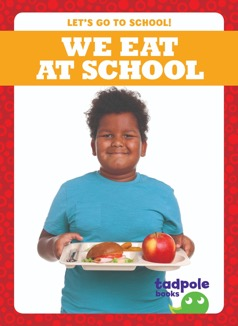 LET'S GO TO SCHOOL!
WE EAT
AT SCHOOL
tadpole
books